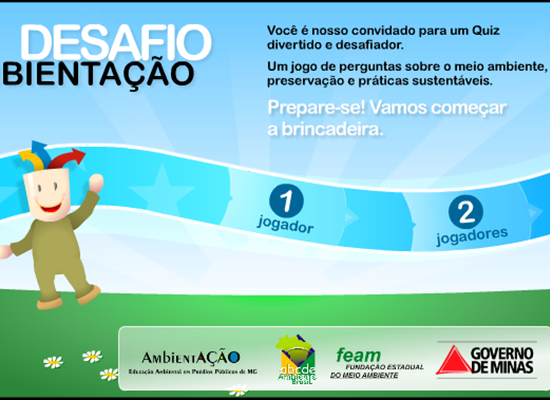 DESAFIO
BIENTAÇÃO
Você é nosso convidado para um Quiz
divertido e desafiador.
Um jogo de perguntas sobre o meio ambiente,
preservação e práticas sustentáveis.
Prepare-se! Vamos começar
a brincadeira.
1
jogador
2
jogadores
AMBIENTAÇÃO
Educação Ambiental em Prédios Públicos de MG
Ambiente
BRASIL
feam
FUNDAÇÃO ESTADUAL
DO MEIO AMBIENTE
GOVERNO
DE MINAS